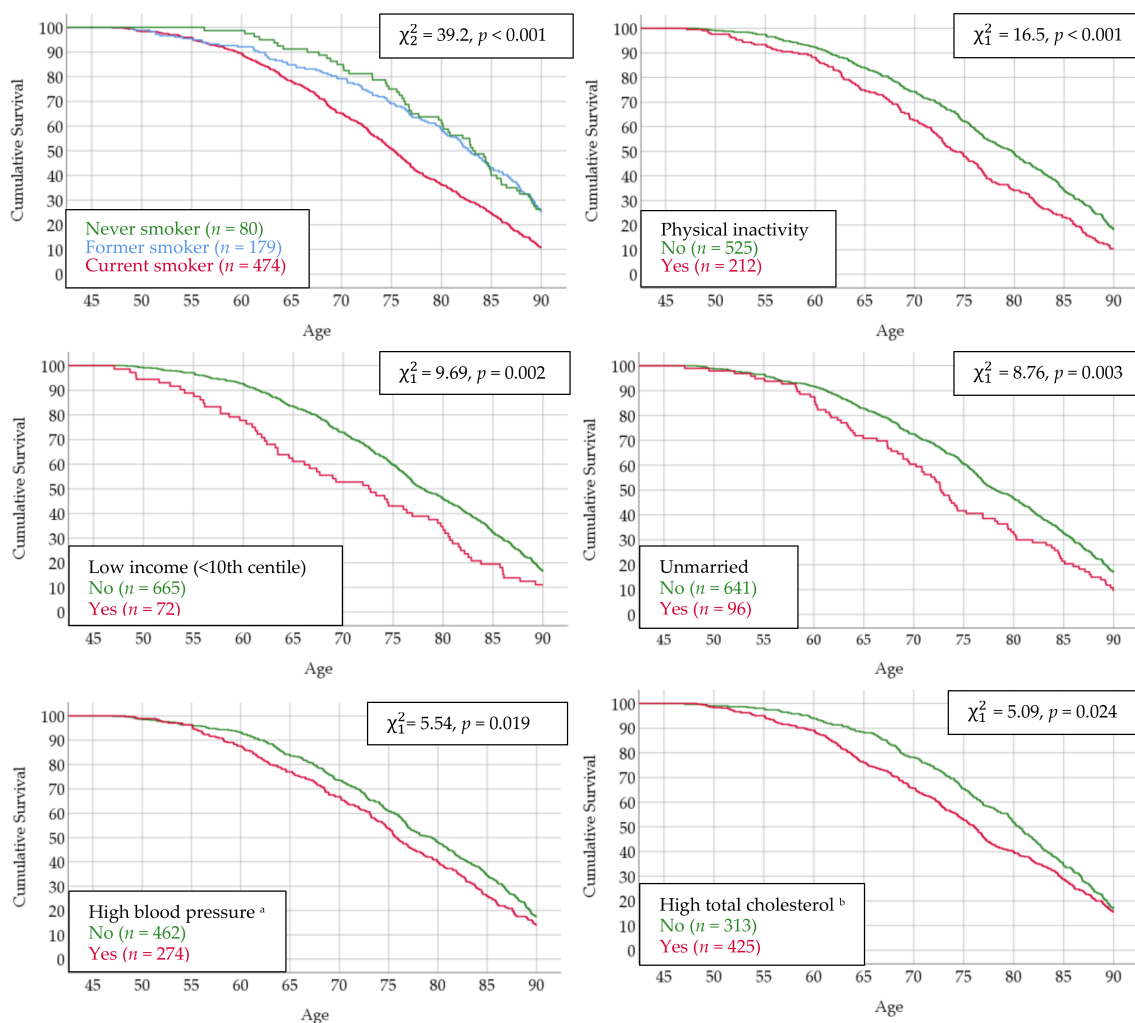 χ²₂ = 39.2, p < 0.001
Cumulative Survival
100
90
80
70
60
50
40
30
20
10
0
Never smoker (n = 80)
Former smoker (n = 179)
Current smoker (n = 474)
45 50 55 60 65 70 75 80 85 90
Age
χ²₁ = 16.5, p < 0.001
Cumulative Survival
100
90
80
70
60
50
40
30
20
10
0
Physical inactivity
No (n = 525)
Yes (n = 212)
45 50 55 60 65 70 75 80 85 90
Age
χ²₁ = 9.69, p = 0.002
Cumulative Survival
100
90
80
70
60
50
40
30
20
10
0
Low income (<10th centile)
No (n = 665)
Yes (n = 72)
45 50 55 60 65 70 75 80 85 90
Age
χ²₁ = 8.76, p = 0.003
Cumulative Survival
100
90
80
70
60
50
40
30
20
10
0
Unmarried
No (n = 641)
Yes (n = 96)
45 50 55 60 65 70 75 80 85 90
Age
χ²₁= 5.54, p = 0.019
Cumulative Survival
100
90
80
70
60
50
40
30
20
10
0
High blood pressure ᵃ
No (n = 462)
Yes (n = 274)
45 50 55 60 65 70 75 80 85 90
Age
χ²₁ = 5.09, p = 0.024
Cumulative Survival
100
90
80
70
60
50
40
30
20
10
0
High total cholesterol ᵇ
No (n = 313)
Yes (n = 425)
45 50 55 60 65 70 75 80 85 90
Age